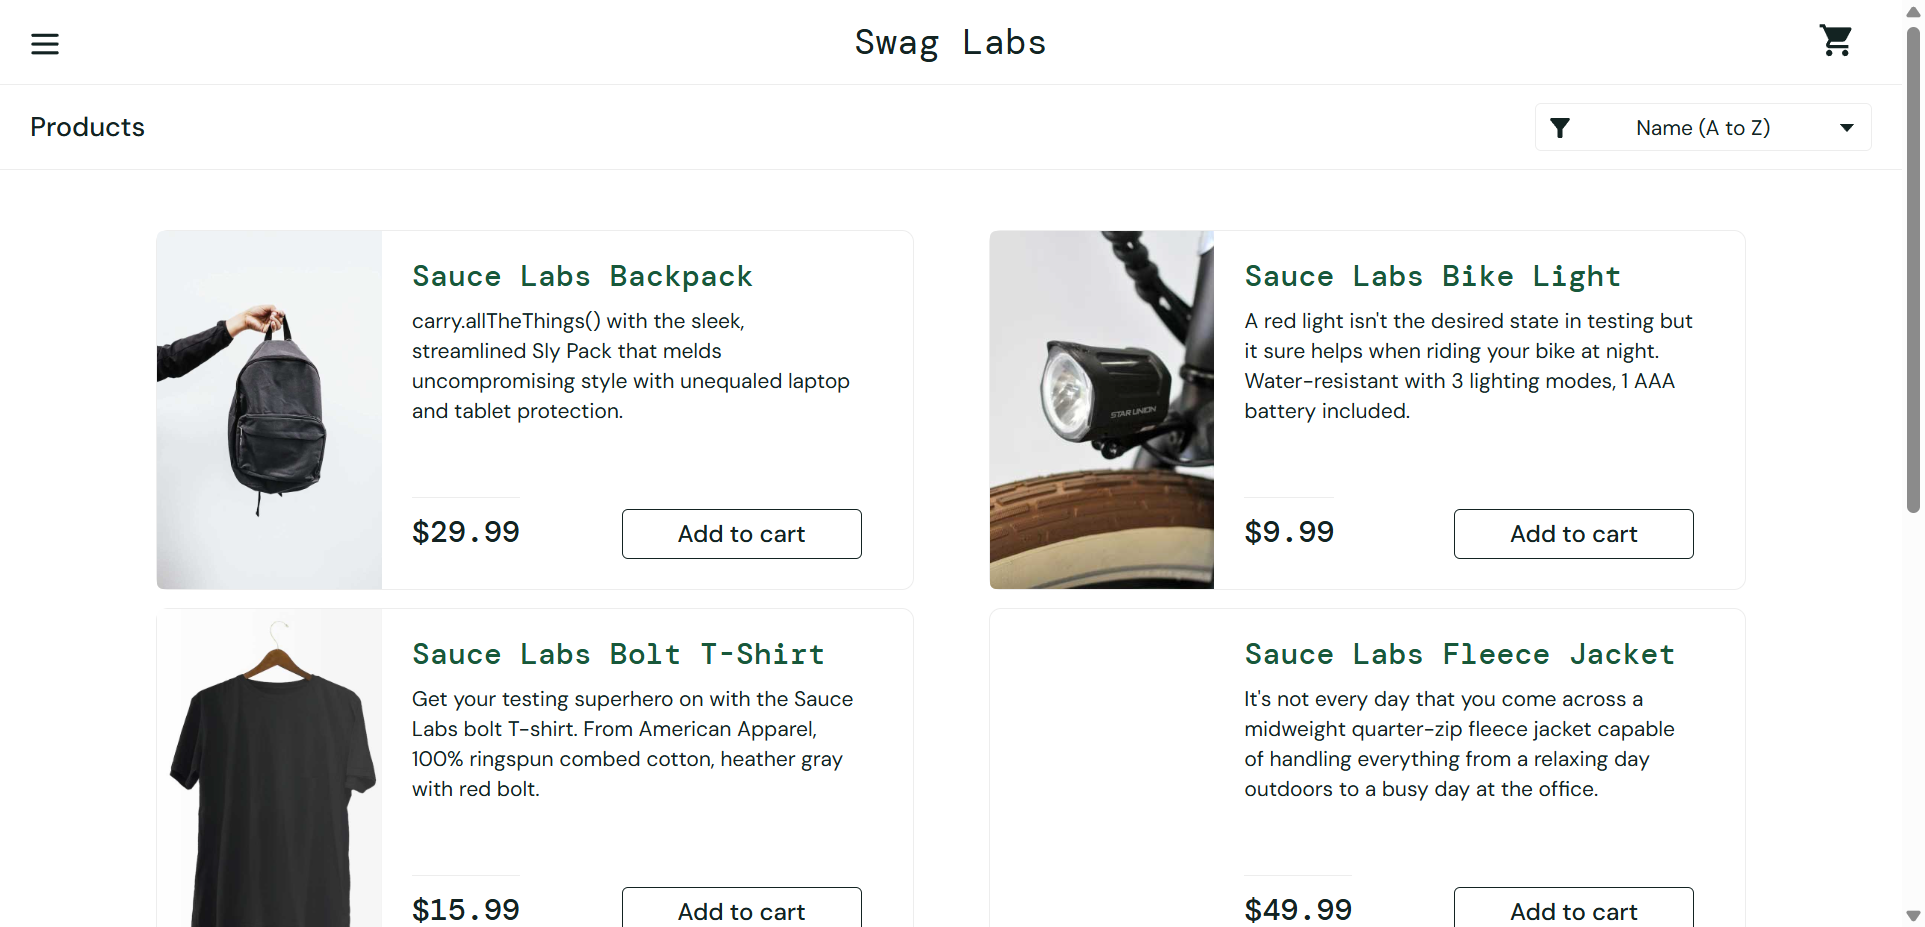 Swag Labs
Products
Name (A to Z)
Sauce Labs Backpack
carry.allTheThings() with the sleek,
streamlined Sly Pack that melds
uncompromising style with unequaled laptop
and tablet protection.
$29.99
Add to cart
Sauce Labs Bike Light
A red light isn't the desired state in testing but
it sure helps when riding your bike at night.
Water-resistant with 3 lighting modes, 1 AAA
battery included.
STAR UNION
$9.99
Add to cart
Sauce Labs Bolt T-Shirt
Get your testing superhero on with the Sauce
Labs bolt T-shirt. From American Apparel,
100% ringspun combed cotton, heather gray
with red bolt.
$15.99
Add to cart
Sauce Labs Fleece Jacket
It's not every day that you come across a
midweight quarter-zip fleece jacket capable
of handling everything from a relaxing day
outdoors to a busy day at the office.
$49.99
Add to cart